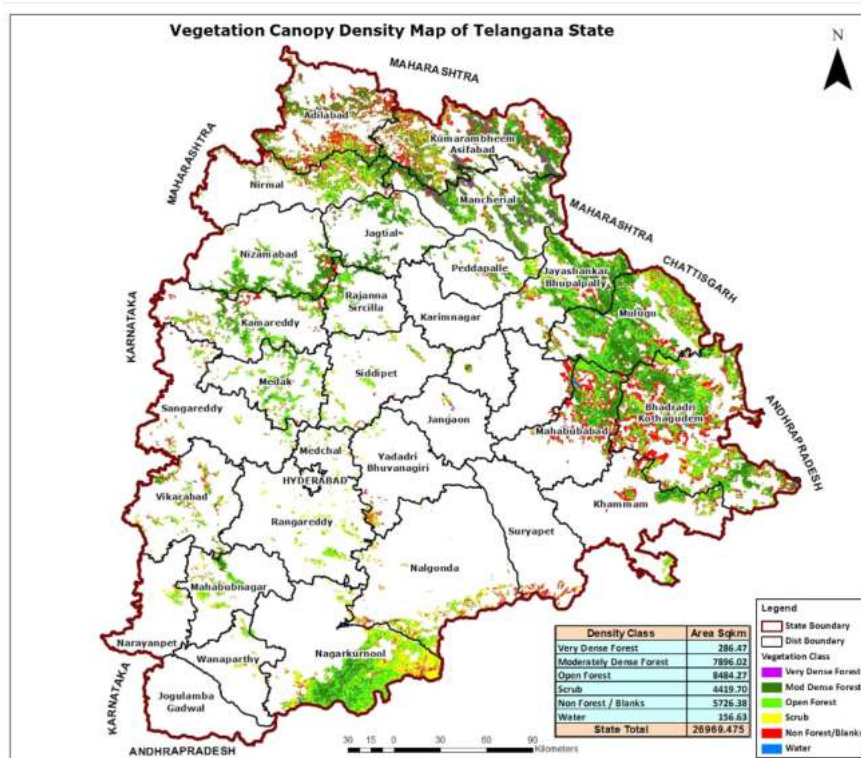 Vegetation Canopy Density Map of Telangana State
N
MAHARASHTRA
MAHARASHTRA
MAHARASHTRA
CHATTISGARH
KARNATAKA
ANDHRAPRADESH
KARNATAKA
ANDHRAPRADESH
Adilabad
Kumarambheem
Asifabad
Nirmal
Mancherial
Jagtial
Nizamabad
Peddapalle
Jayashankar
Bhupalpally
Mulugu
Rajanna
Sircilla
Karimnagar
Kamareddy
Medak
Siddipet
Sangareddy
Jangaon
Mahabubabad
Bhadradri
Kothagudem
Medchal
Yadadri
Bhuvanagiri
HYDERABAD
Vikarabad
Rangareddy
Khammam
Suryapet
Nalgonda
Mahabubnagar
Narayanpet
Nagarkurnool
Wanaparthy
Jogulamba
Gadwal
Density Class Area Sqkm
Very Dense Forest 286.47
Moderately Dense Forest 7896.02
Open Forest 8484.27
Scrub 4419.70
Non Forest / Blanks 5726.38
Water 156.63
State Total 26969.475
Legend
State Boundary
Dist Boundary
Vegetation Class
Very Dense Forest
Mod Dense Forest
Open Forest
Scrub
Non Forest/Blanks
Water
30 15 0 30 60 90
Kilometers